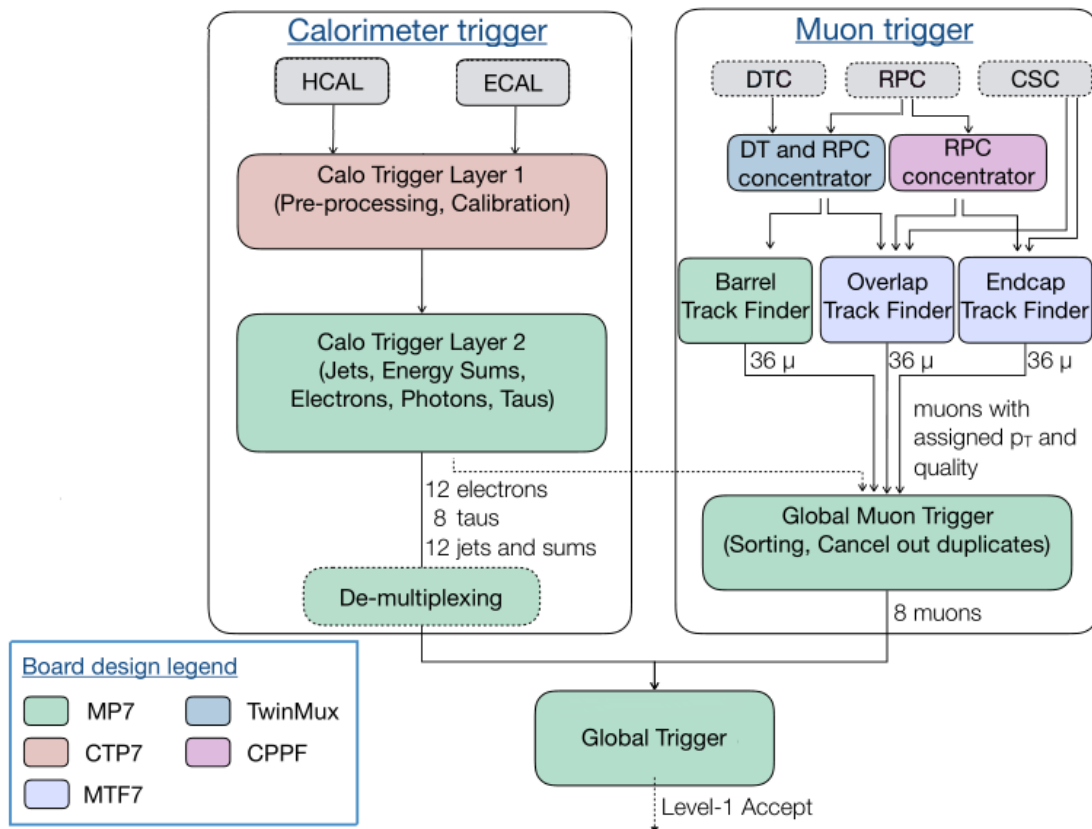 Calorimeter trigger
HCAL
ECAL
Calo Trigger Layer 1
(Pre-processing, Calibration)
Calo Trigger Layer 2
(Jets, Energy Sums,
Electrons, Photons, Taus)
12 electrons
8 taus
12 jets and sums
De-multiplexing
Muon trigger
DTC
RPC
CSC
DT and RPC
concentrator
RPC
concentrator
Barrel
Track Finder
Overlap
Track Finder
Endcap
Track Finder
36 μ
36 μ
36 μ
muons with
assigned pT and
quality
Global Muon Trigger
(Sorting, Cancel out duplicates)
8 muons
Global Trigger
Level-1 Accept
Board design legend
MP7
TwinMux
CTP7
CPPF
MTF7